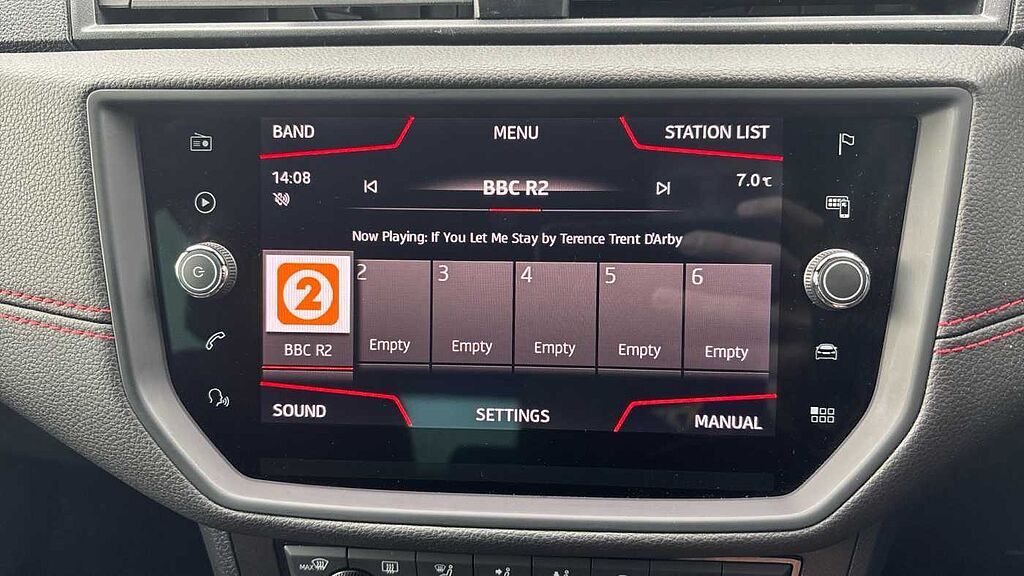 BAND MENU STATION LIST
14:08 BBC R2 7.0℃
Now Playing: If You Let Me Stay by Terence Trent D'Arby
2 2 3 4 5 6
BBC R2 Empty Empty Empty Empty Empty
SOUND SETTINGS MANUAL
MAX